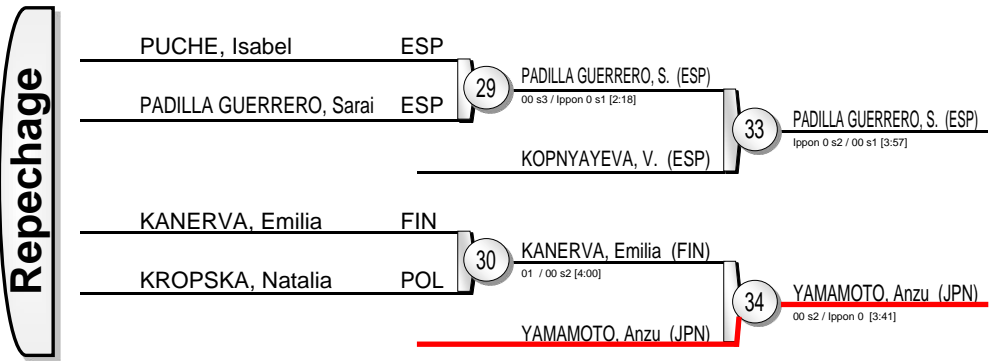 Repechage
PUCHE, Isabel ESP
PADILLA GUERRERO, Sarai ESP
29
PADILLA GUERRERO, S. (ESP)
00 s3 / Ippon 0 s1 [2:18]
KOPNYAYEVA, V. (ESP)
33
PADILLA GUERRERO, S. (ESP)
Ippon 0 s2 / 00 s1 [3:57]
KANERVA, Emilia FIN
KROPSKA, Natalia POL
30
KANERVA, Emilia (FIN)
01 / 00 s2 [4:00]
YAMAMOTO, Anzu (JPN)
34
YAMAMOTO, Anzu (JPN)
00 s2 / Ippon 0 [3:41]